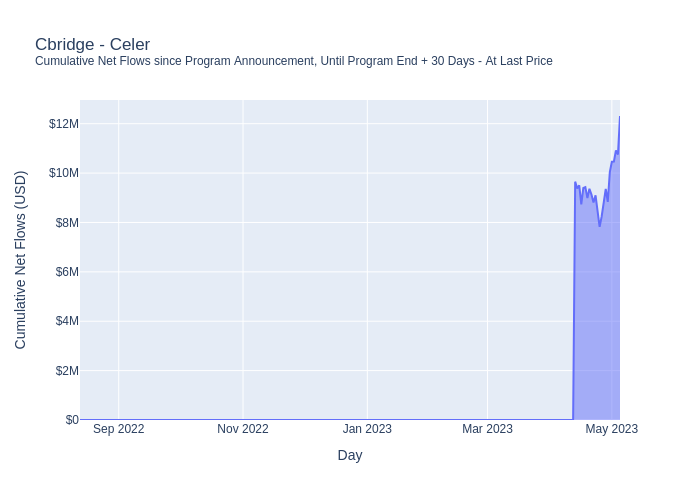 Cbridge - Celer
Cumulative Net Flows since Program Announcement, Until Program End + 30 Days - At Last Price
Cumulative Net Flows (USD)
$12M
$10M
$8M
$6M
$4M
$2M
$0
Sep 2022
Nov 2022
Jan 2023
Mar 2023
May 2023
Day